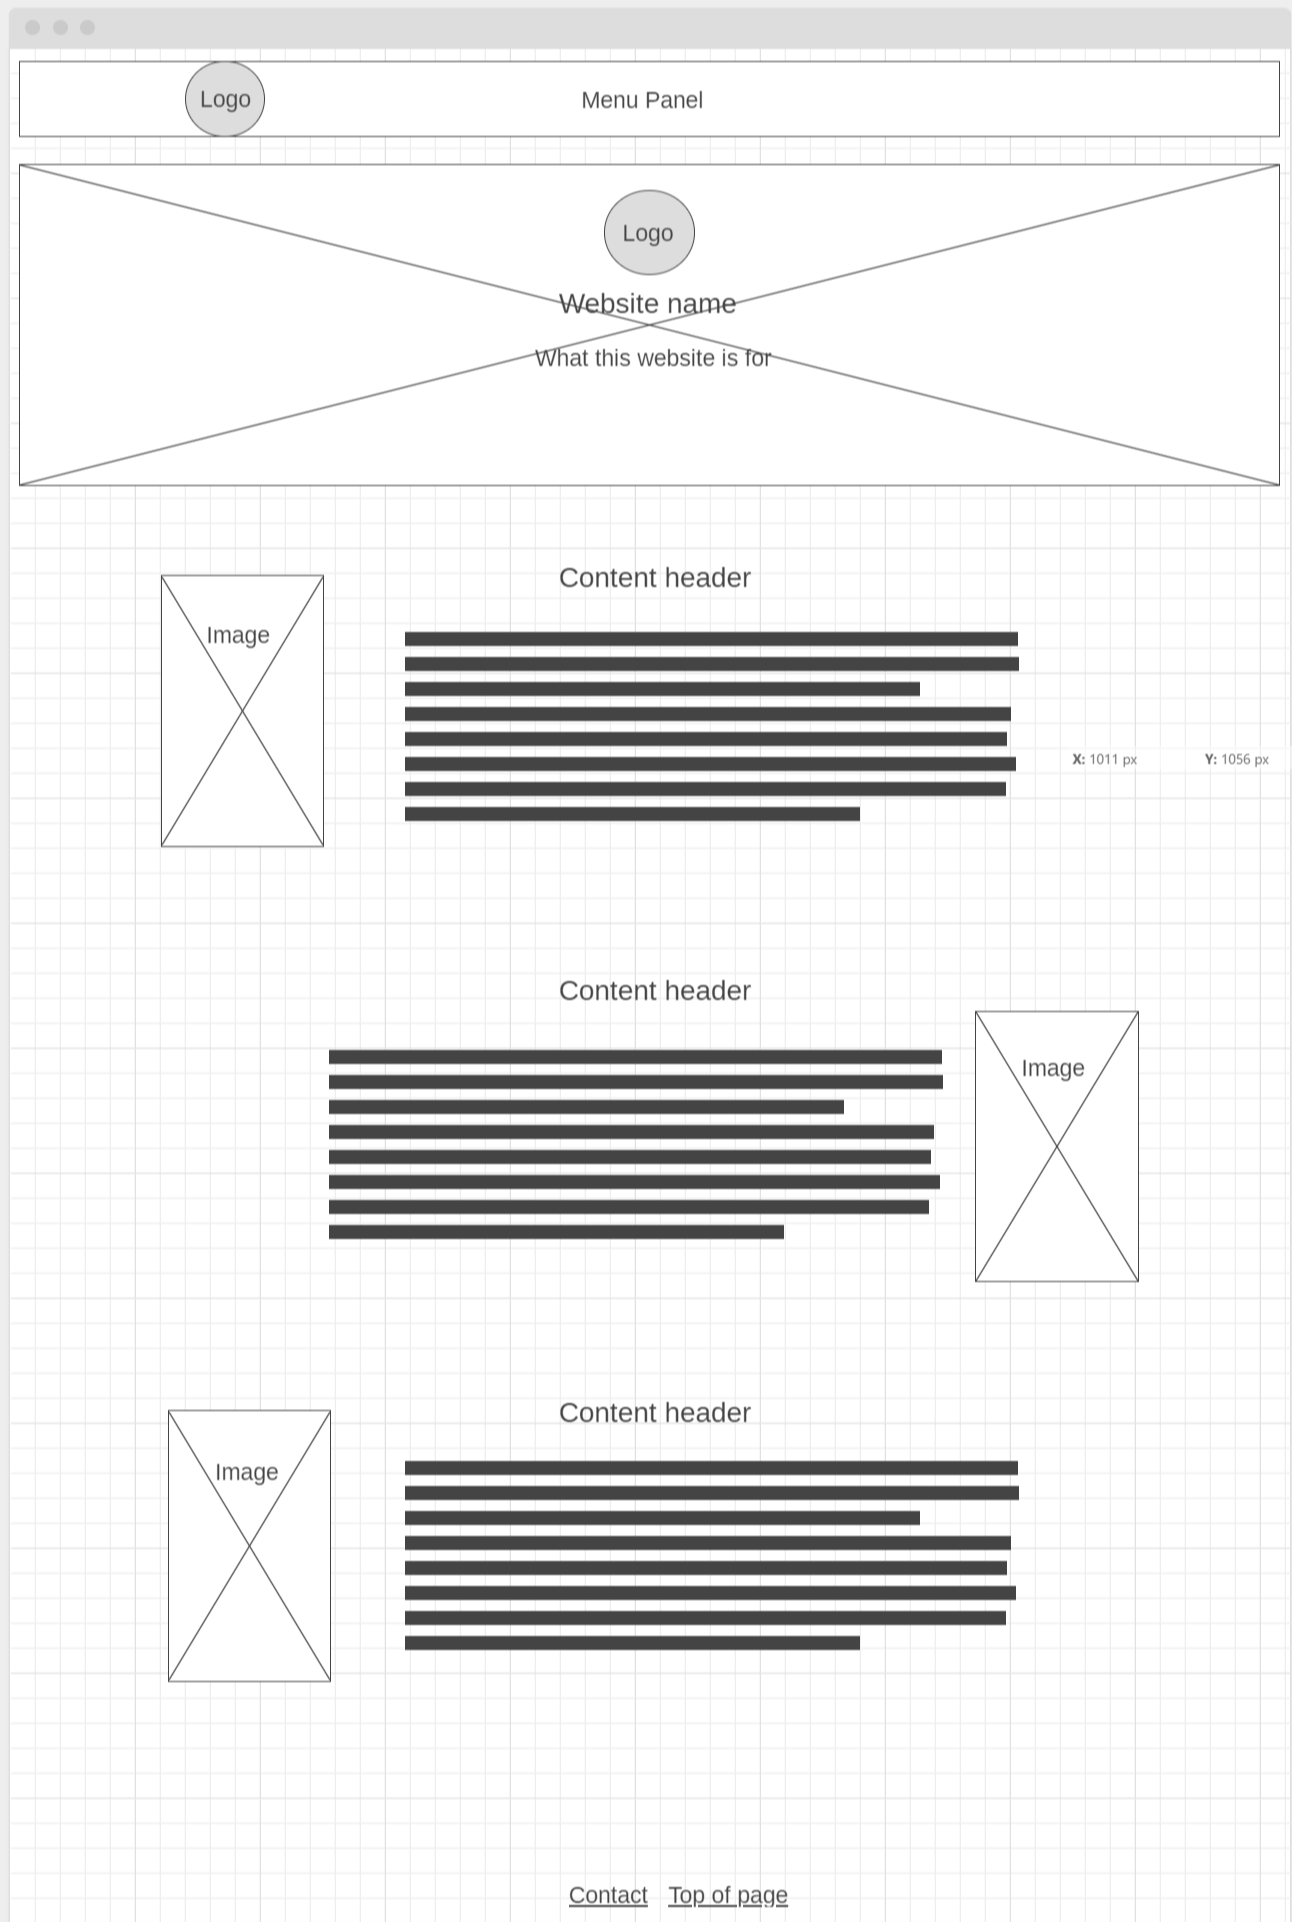 Logo Menu Panel
Logo
Website name
What this website is for
Content header
Image
X: 1011 px Y: 1056 px
Content header
Image
Content header
Image
Contact Top of page